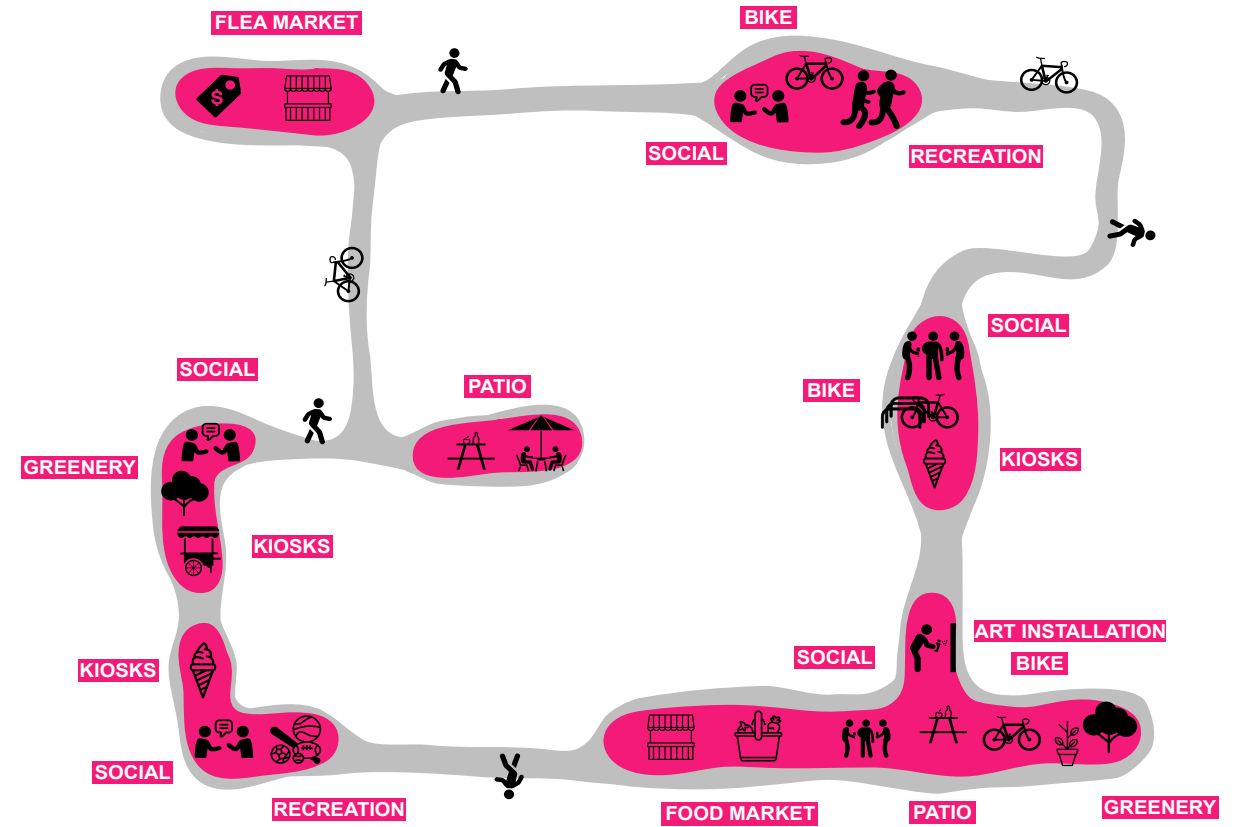 BIKE
FLEA MARKET
$
SOCIAL
RECREATION
SOCIAL
SOCIAL
PATIO
BIKE
GREENERY
KIOSKS
KIOSKS
ART INSTALLATION
SOCIAL
BIKE
KIOSKS
SOCIAL
RECREATION
FOOD MARKET
PATIO
GREENERY